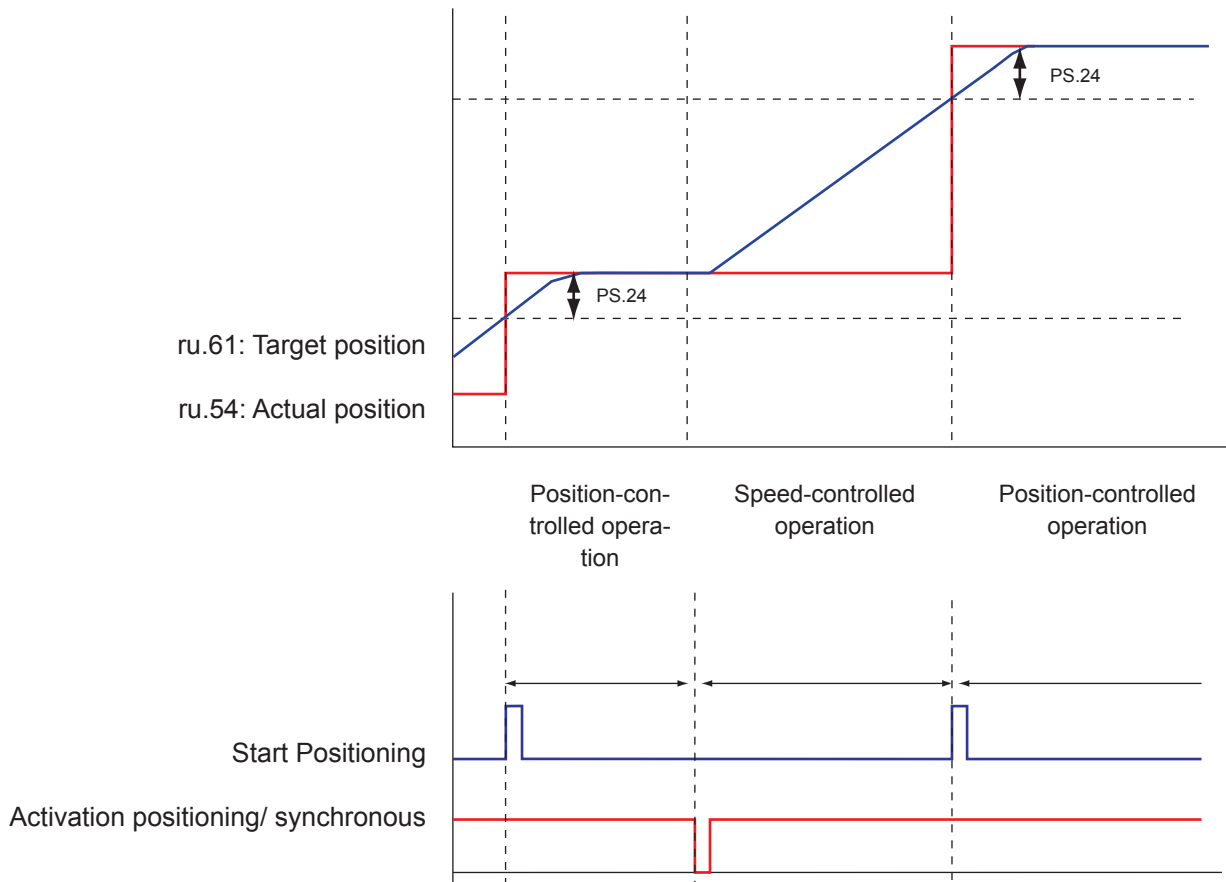 PS.24
PS.24
ru.61: Target position
ru.54: Actual position
Position-con-
trolled opera-
tion
Speed-controlled
operation
Position-controlled
operation
Start Positioning
Activation positioning/ synchronous